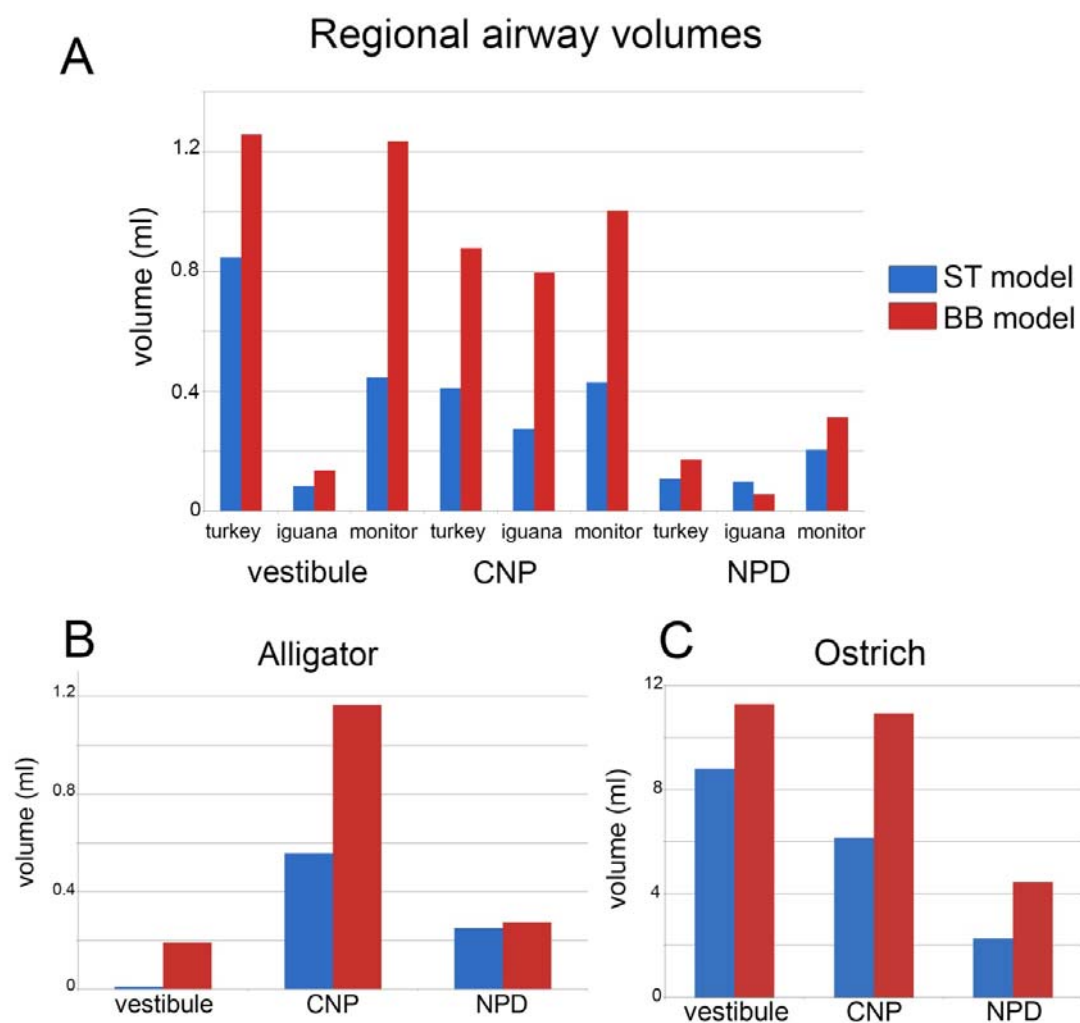 Regional airway volumes
A
volume (ml)
1.2
0.8
0.4
0
turkey iguana monitor turkey iguana monitor turkey iguana monitor
vestibule CNP NPD
ST model
BB model
B
Alligator
volume (ml)
1.2
0.8
0.4
0
vestibule CNP NPD
C
Ostrich
volume (ml)
12
8
4
0
vestibule CNP NPD